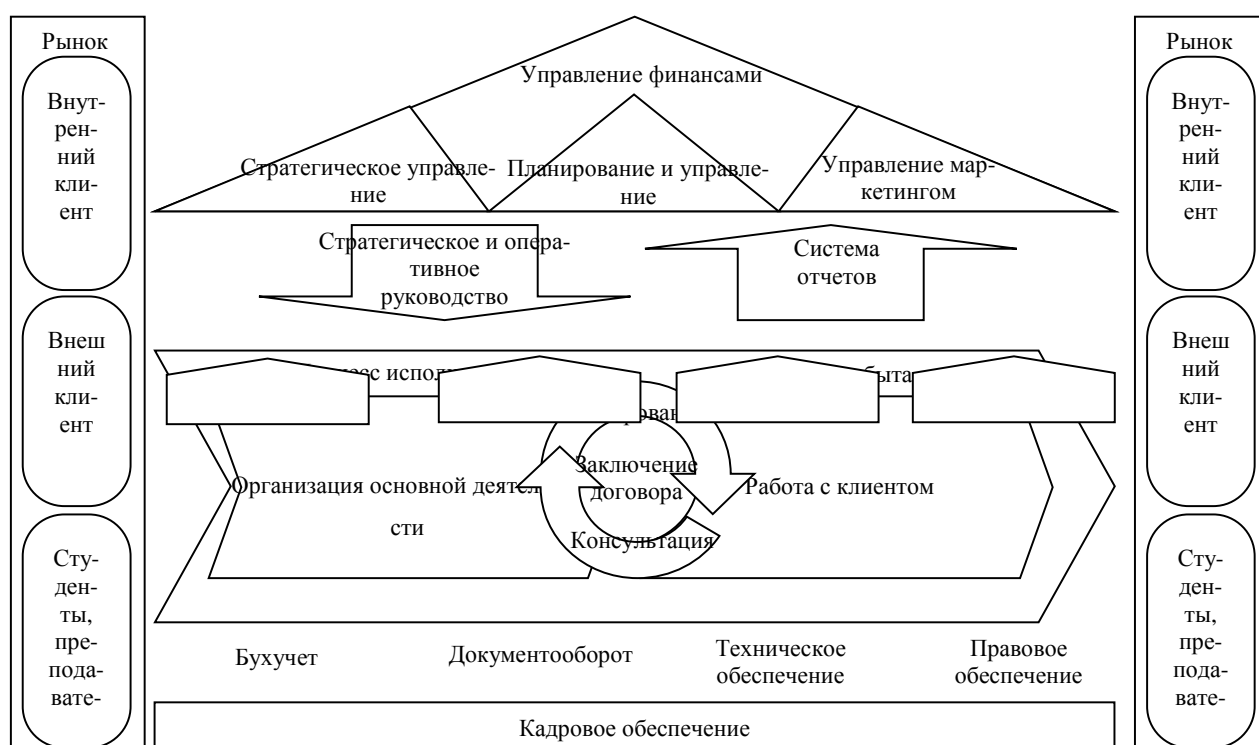 Рынок
Внут-
рен-
ний
кли-
ент
Внеш
ний
кли-
ент
Сту-
ден-
ты,
пре-
пода-
вате-
Управление финансами
Стратегическое управле-
ние
Планирование и управле-
ние
Управление мар-
кетингом
Стратегическое и опера-
тивное
руководство
Система
отчетов
Организация основной деятел
сти
Заключение
договора
Консультация
Работа с клиентом
Бухучет
Документооборот
Техническое
обеспечение
Правовое
обеспечение
Кадровое обеспечение
Рынок
Внут-
рен-
ний
кли-
ент
Внеш
ний
кли-
ент
Сту-
ден-
ты,
пре-
пода-
вате-